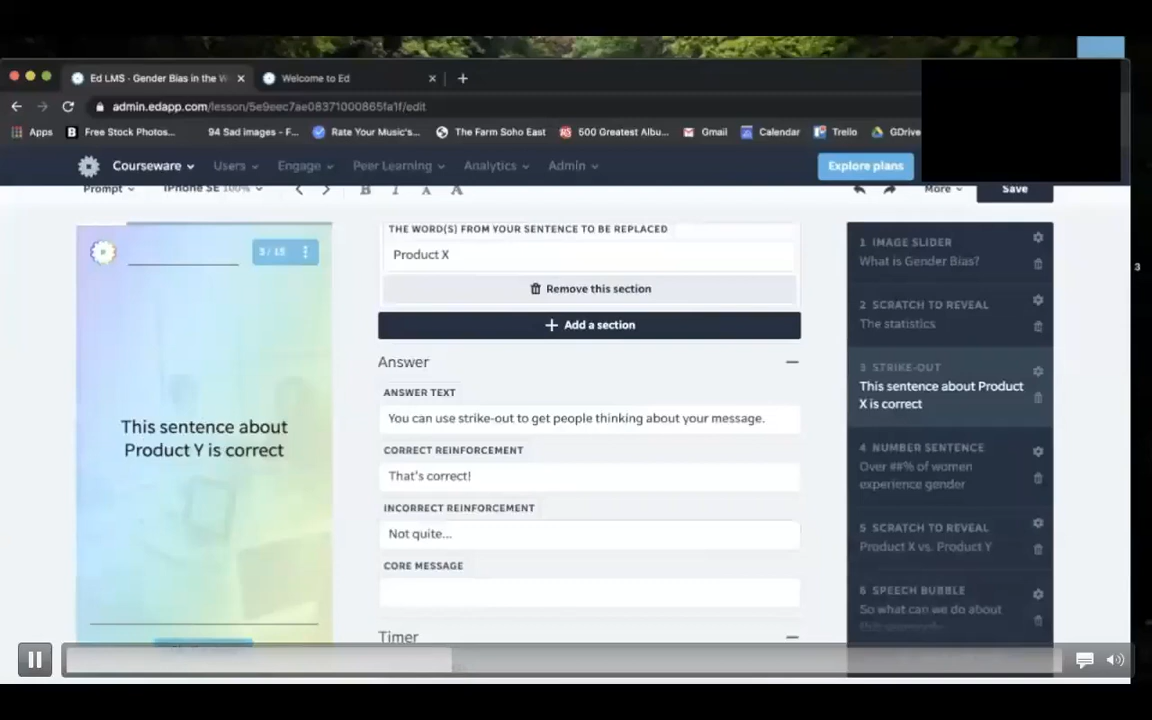 Ed LMS - Gender Bias in the W
Welcome to Ed
admin.edapp.com/lesson/5e9eec7ae08371000865fa1f/edit
Apps
Free Stock Photos...
94 Sad images - F...
Rate Your Music's...
The Farm Soho East
500 Greatest Albu...
Gmail
Calendar
Trello
GDrive
Courseware
Users
Engage
Peer Learning
Analytics
Admin
Explore plans
Prompt
iPhone SE 100%
B
I
A
A
More
Save
3 / 15
This sentence about
Product Y is correct
THE WORD(S) FROM YOUR SENTENCE TO BE REPLACED
Product X
Remove this section
+ Add a section
Answer
ANSWER TEXT
You can use strike-out to get people thinking about your message.
CORRECT REINFORCEMENT
That's correct!
INCORRECT REINFORCEMENT
Not quite...
CORE MESSAGE
Timer
1 IMAGE SLIDER
What is Gender Bias?
2 SCRATCH TO REVEAL
The statistics
3 STRIKE-OUT
This sentence about Product
X is correct
4 NUMBER SENTENCE
Over ##% of women
experience gender
5 SCRATCH TO REVEAL
Product X vs. Product Y
6 SPEECH BUBBLE
So what can we do about
3